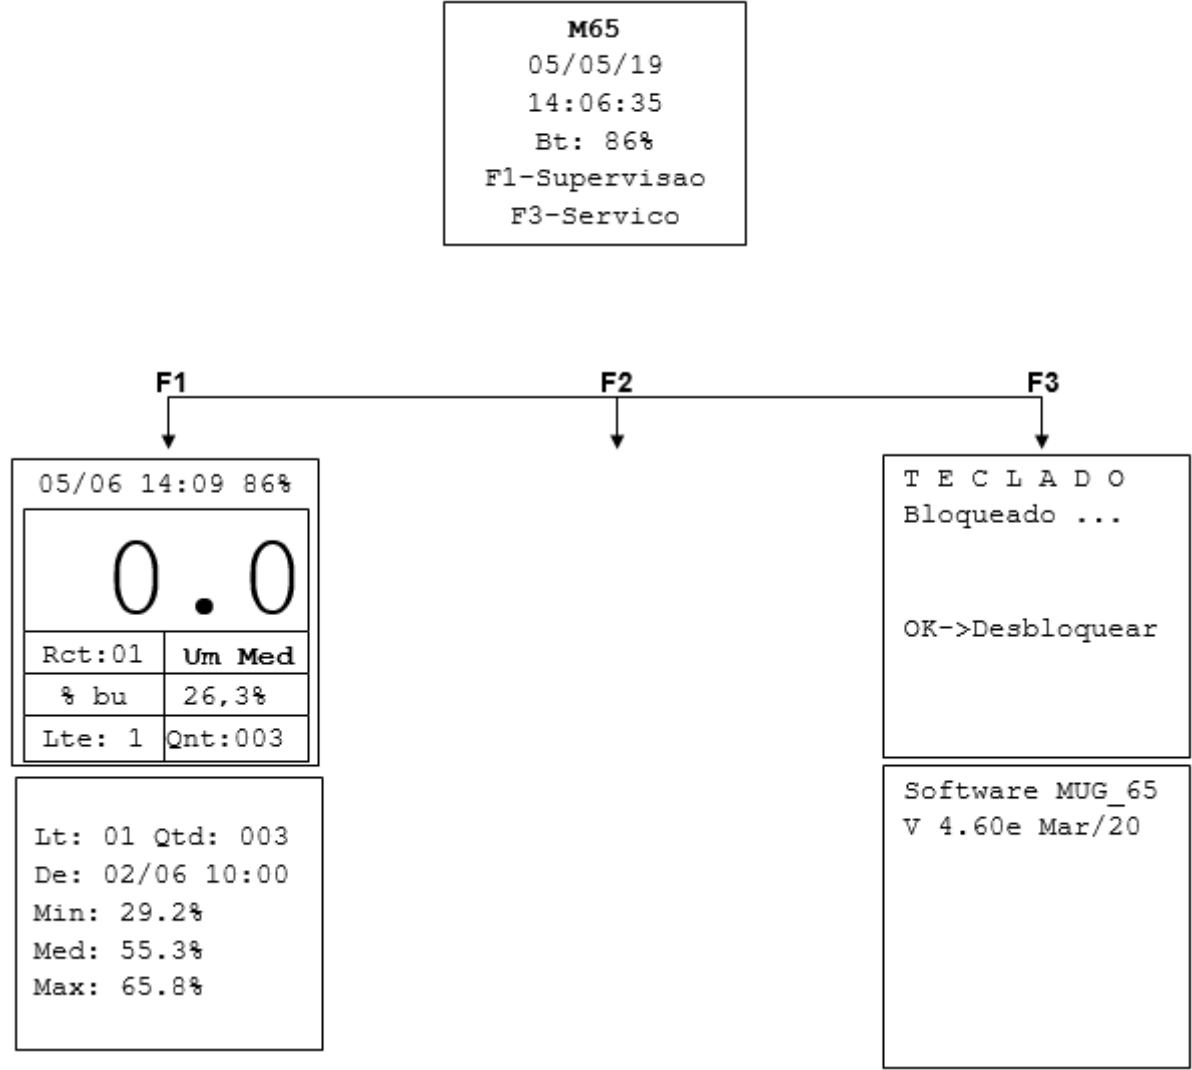 M65
05/05/19
14:06:35
Bt: 86%
F1-Supervisao
F3-Servico
F1
F2
F3
05/06 14:09 86%
0.0
Rct:01 Um Med
% bu 26,3%
Lte: 1 Qnt:003
Lt: 01 Qtd: 003
De: 02/06 10:00
Min: 29.2%
Med: 55.3%
Max: 65.8%
T E C L A D O
Bloqueado ...
OK->Desbloquear
Software MUG_65
V 4.60e Mar/20